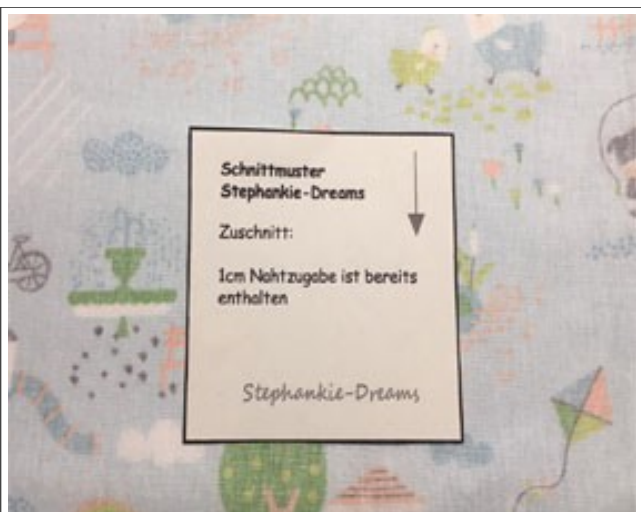 Schnittmuster
Stephankie-Dreams
Zuschnitt:
1cm Nahtzugabe ist bereits
enthalten
Stephankie-Dreams